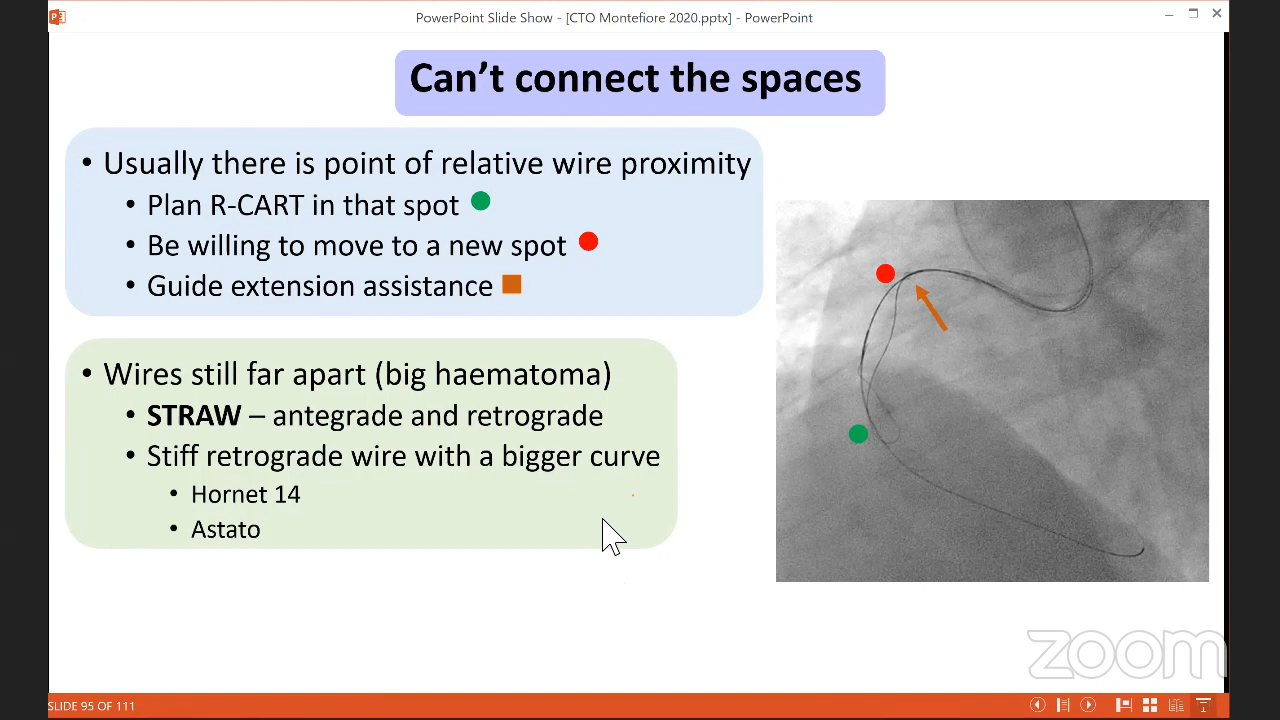 PowerPoint Slide Show - [CTO Montefiore 2020.pptx] - PowerPoint
Can't connect the spaces
• Usually there is point of relative wire proximity
• Plan R-CART in that spot
• Be willing to move to a new spot
• Guide extension assistance
• Wires still far apart (big haematoma)
• STRAW – antegrade and retrograde
• Stiff retrograde wire with a bigger curve
• Hornet 14
• Astato
zoom
SLIDE 95 OF 111